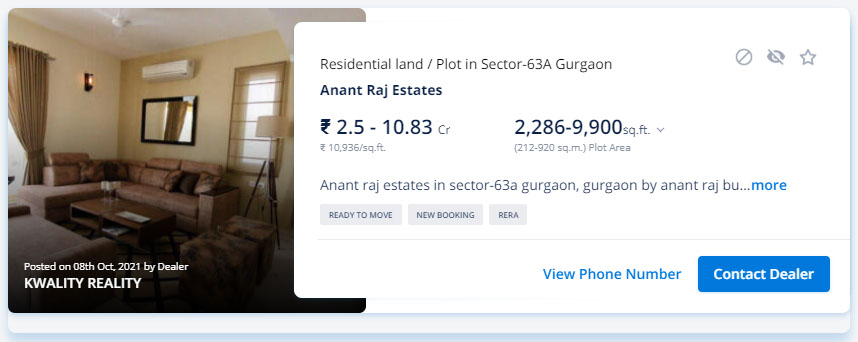 Residential land / Plot in Sector-63A Gurgaon
Anant Raj Estates
₹ 2.5 - 10.83 Cr
₹ 10,936/sq.ft.
2,286-9,900sq.ft.
(212-920 sq.m.) Plot Area
Anant raj estates in sector-63a gurgaon, gurgaon by anant raj bu...more
READY TO MOVE NEW BOOKING RERA
Posted on 08th Oct, 2021 by Dealer
KWALITY REALITY
View Phone Number Contact Dealer